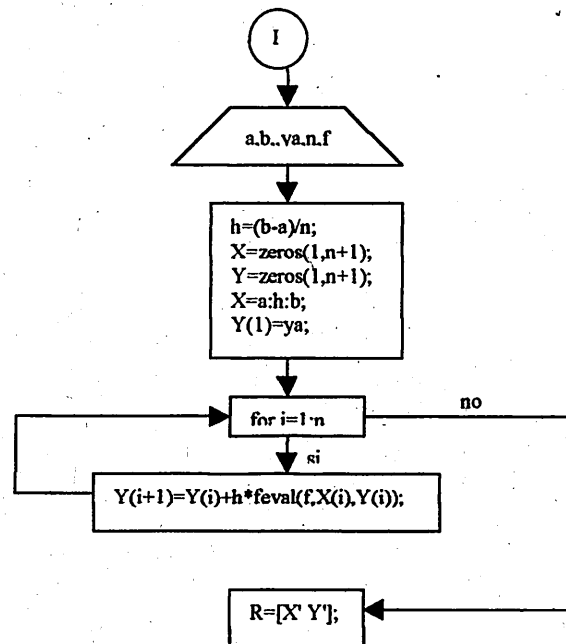 I
a,b,,ya,n,f
h=(b-a)/n;
X=zeros(1,n+1);
Y=zeros(1,n+1);
X=a:h:b;
Y(1)=ya;
for i=1:n
no
si
Y(i+1)=Y(i)+h*feval(f,X(i),Y(i));
R=[X' Y'];